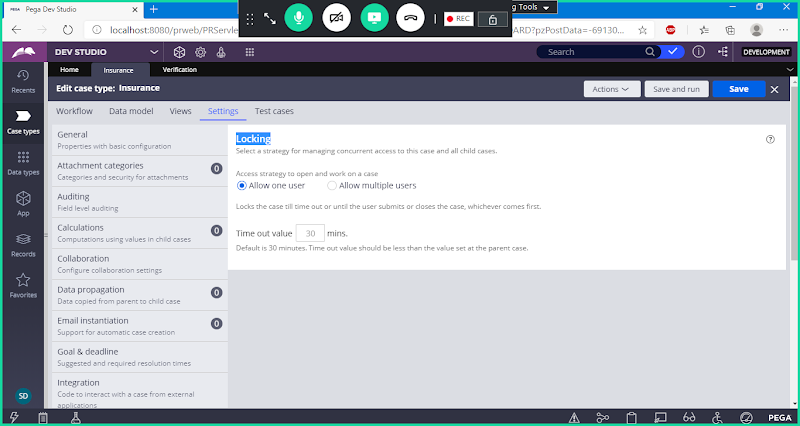 PEGA Pega Dev Studio
localhost:8080/prweb/PRServle
ARD?pzPostData=-69130...
g Tools
REC
ABP
DEV STUDIO
Search
DEVELOPMENT
Home Insurance Verification
Edit case type: Insurance
Actions Save and run Save
Workflow Data model Views Settings Test cases
Recents
Case types
Data types
App
Records
Favorites
SD
General
Properties with basic configuration
Attachment categories 0
Categories and security for attachments
Auditing
Field level auditing
Calculations 0
Computations using values in child cases
Collaboration
Configure collaboration settings
Data propagation 0
Data copied from parent to child case
Email instantiation 0
Support for automatic case creation
Goal & deadline
Suggested and required resolution times
Integration
Code to interact with a case from external
applications
Locking
Select a strategy for managing concurrent access to this case and all child cases.
Access strategy to open and work on a case
Allow one user Allow multiple users
Locks the case till time out or until the user submits or closes the case, whichever comes first.
Time out value 30 mins.
Default is 30 minutes. Time out value should be less than the value set at the parent case.
PEGA